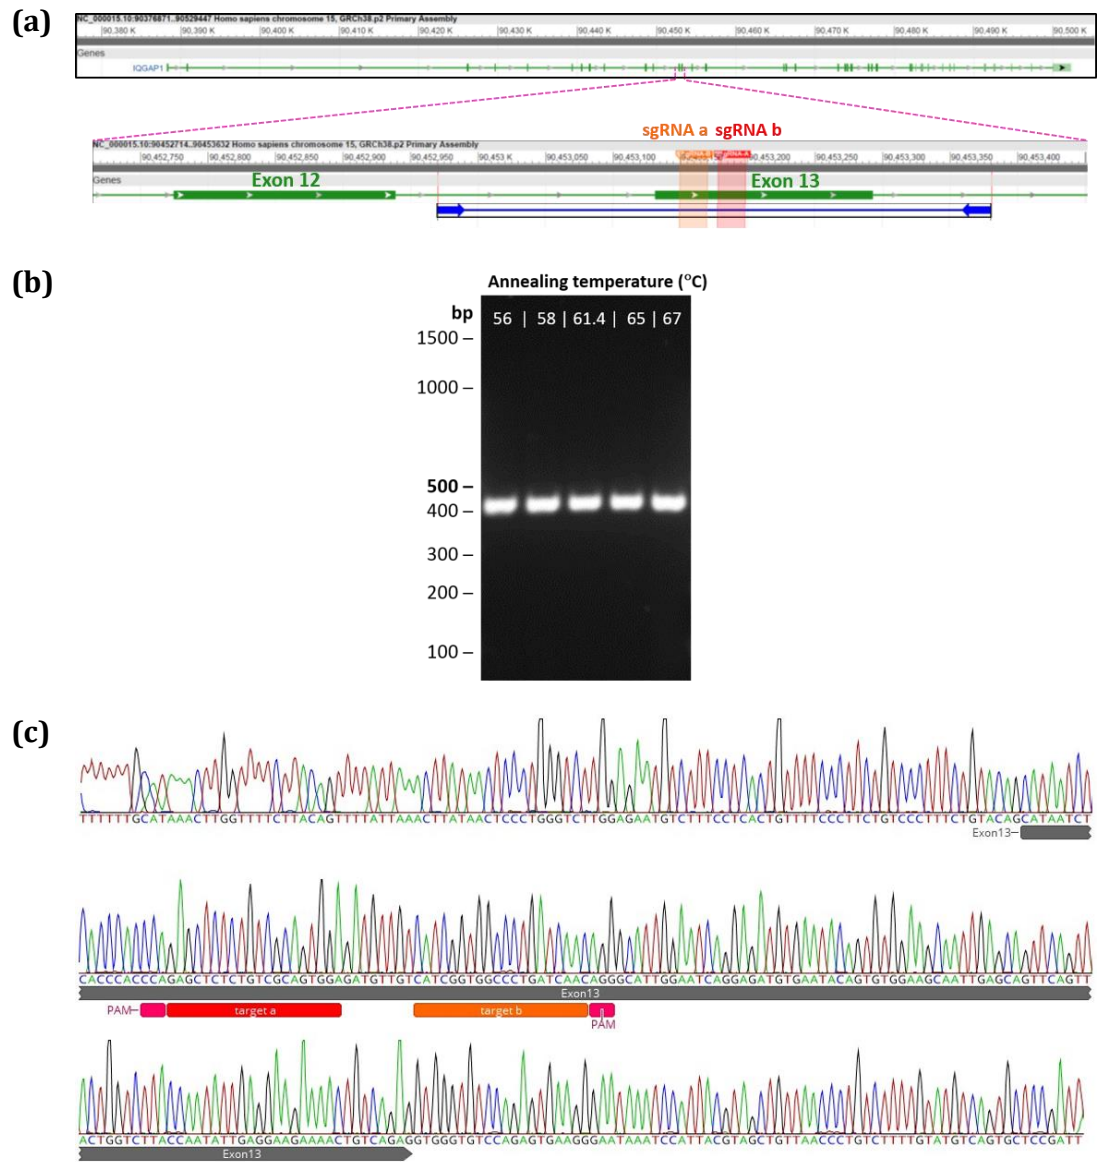 (a)
NC_000015.10:90376871..90529447 Homo sapiens chromosome 15, GRCh38.p2 Primary Assembly
90,380 K 90,390 K 90,400 K 90,410 K 90,420 K 90,430 K 90,440 K 90,450 K 90,460 K 90,470 K 90,480 K 90,490 K 90,500 K
Genes
IQGAP1
sgRNA a sgRNA b
NC_000015.10:90452714..90453632 Homo sapiens chromosome 15, GRCh38.p2 Primary Assembly
90,452,750 90,452,800 90,452,850 90,452,900 90,452,950 90,453 K 90,453,050 90,453,100 90,453,200 90,453,250 90,453,300 90,453,350 90,453,400
Genes
Exon 12 Exon 13
(b)
Annealing temperature (°C)
bp
56 | 58 | 61.4 | 65 | 67
1500
1000
500
400
300
200
100
(c)
TTTTTTGCATAAACTTGGTTTTCTTACAGTTTTATTAAACTTATAACTCCCTGGGTCTTGGAGAATGTCTTTCCTCACTGTTTTCCCTTCTGTCCCTTTCTGTACAGCATAATCT
Exon13
CACCCACCCAGAGCTCTCTGTCGCAGTGGAGATGTTGTCATCGGTGGCCCTGATCAACAGGGCATTGGAATCAGGAGATGTGAATACAGTGTGGAAGCAATTGAGCAGTTCAGTT
Exon13
PAM target a target b
PAM
ACTGGTCTTACCAATATTGAGGAAGAAAACTGTCAGAGGTGGGTGTCCAGAGTGAAGGGAATAAATCCATTACGTAGCTGTTAACCCTGTCTTTTGTATGTCAGTGCTCCGATT
Exon13